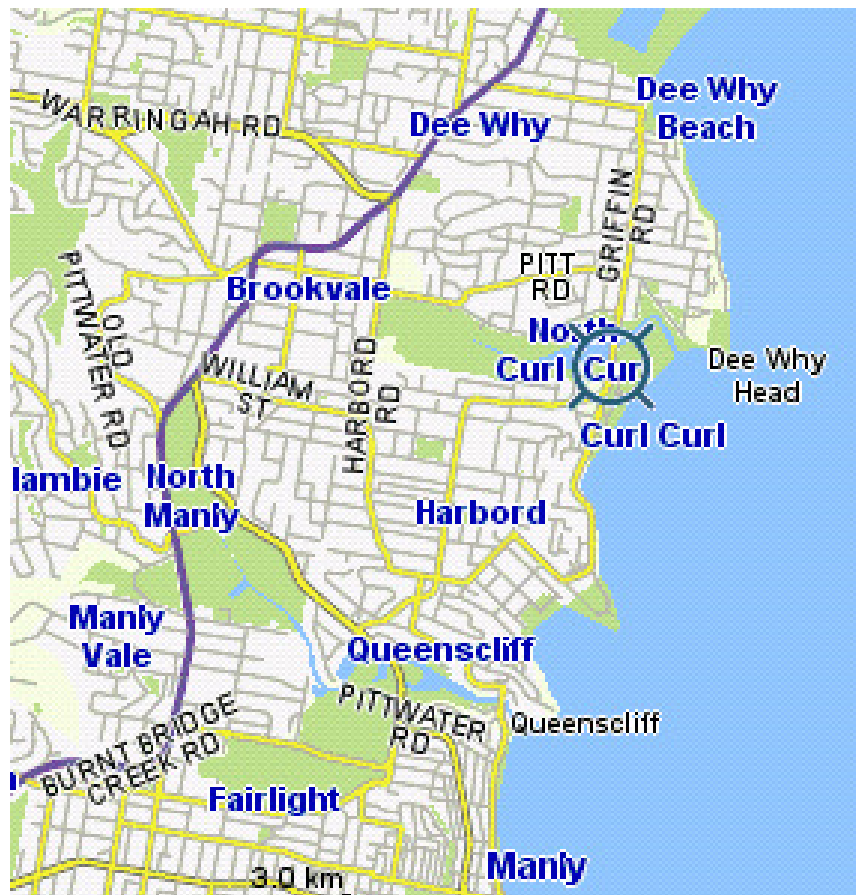 Dee Why
Beach
WARRINGAH RD
Dee Why
GRIFFIN
RD
PITT
RD
PITTWATER RD
OLD
Brookvale
North
Curl Cur
Dee Why
Head
WILLIAM
ST
HARBORD
RD
Curl Curl
lambie
North
Manly
Harbord
Manly
Vale
Queenscliff
PITTWATER
RD
Queenscliff
BURNT BRIDGE
CREEK RD
Fairlight
Manly
3.0 km